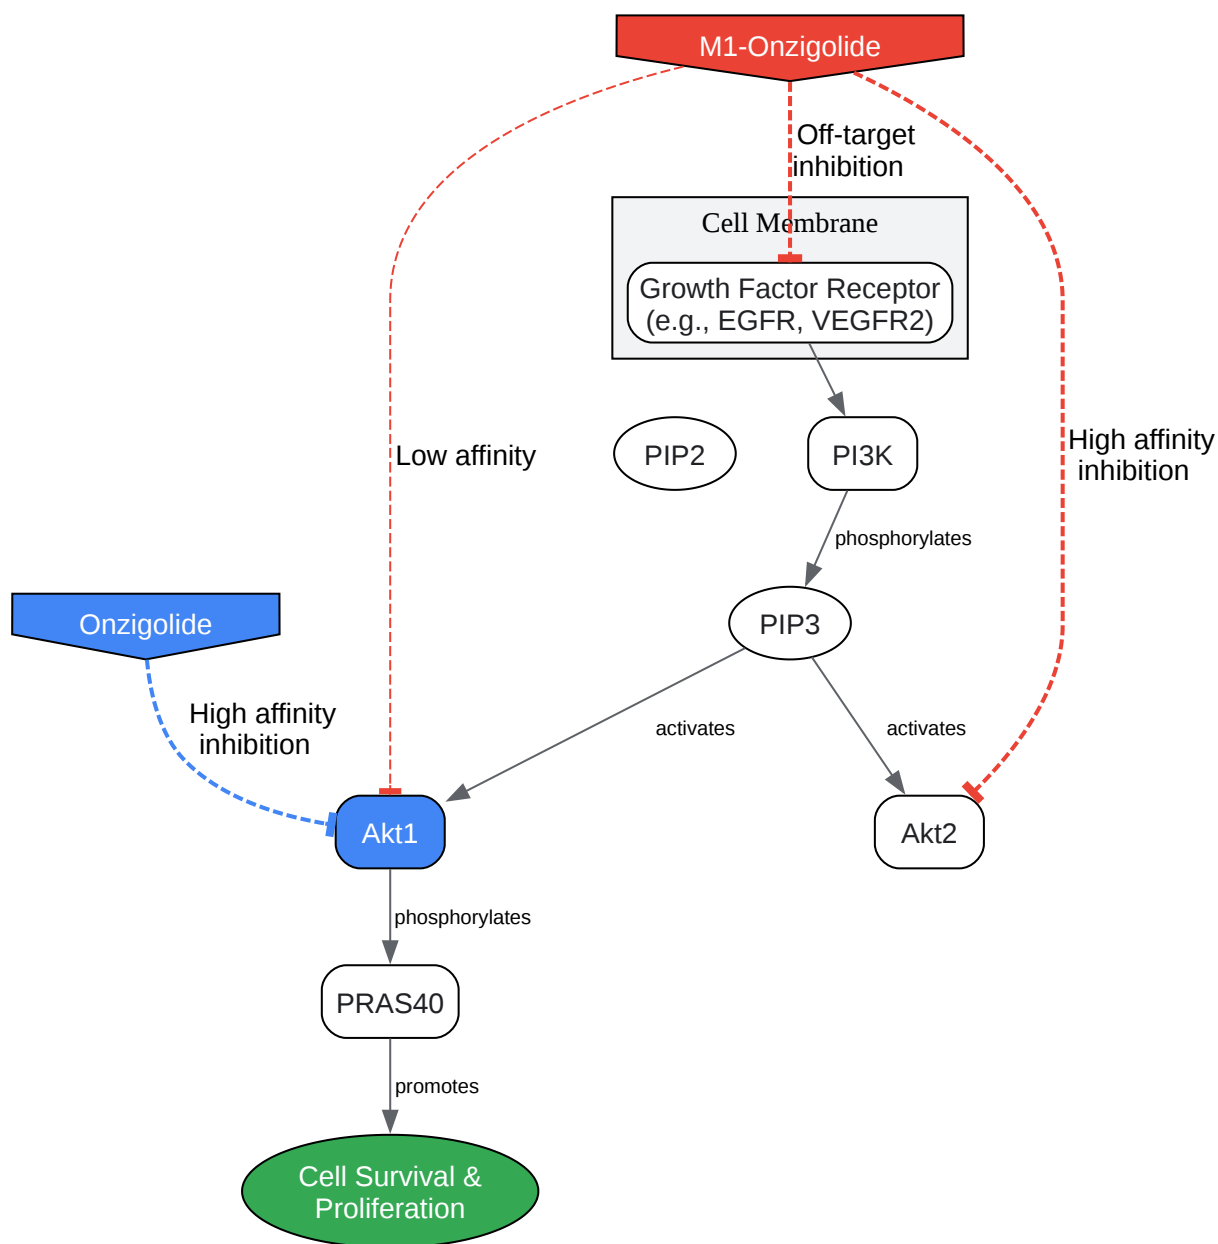 M1-Onzigolide
Off-target
inhibition
Cell Membrane
Growth Factor Receptor
(e.g., EGFR, VEGFR2)
Low affinity
PIP2
PI3K
High affinity
inhibition
phosphorylates
Onzigolide
PIP3
High affinity
inhibition
activates
activates
Akt1
Akt2
phosphorylates
PRAS40
promotes
Cell Survival &
Proliferation